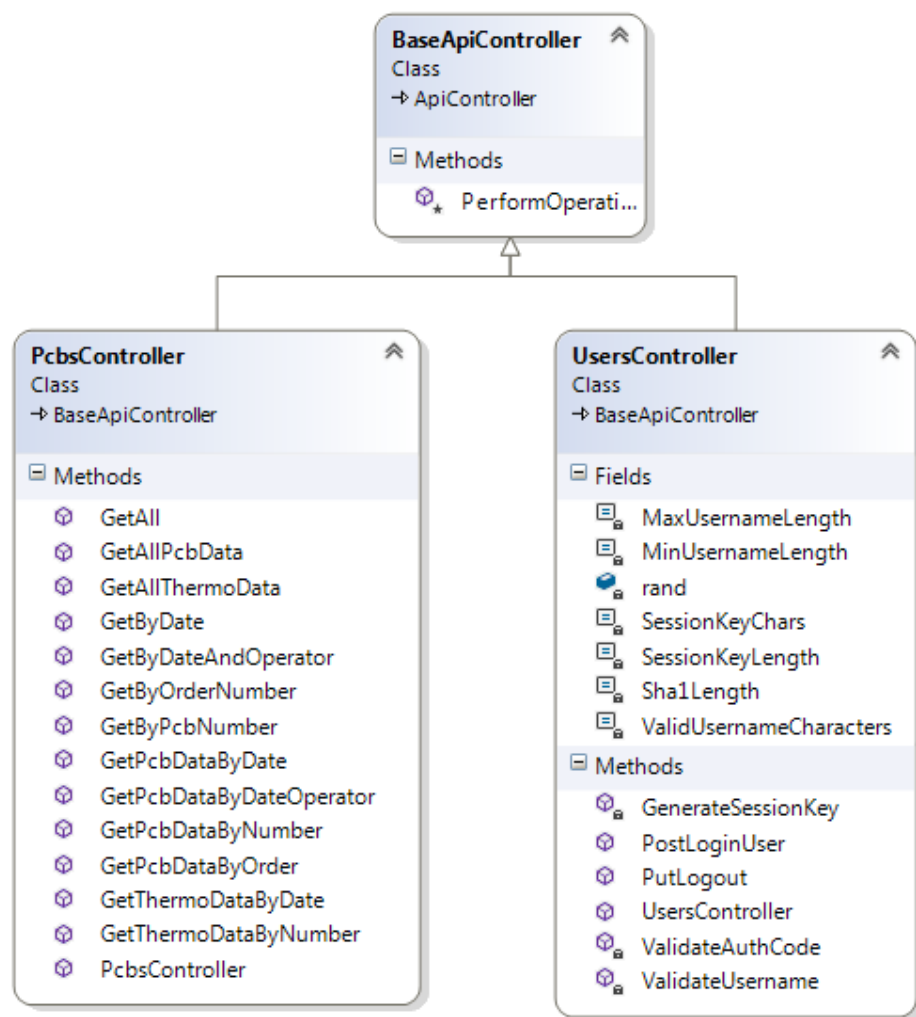 BaseApiController
Class
ApiController
Methods
PerformOperati...
PcbsController
Class
BaseApiController
Methods
GetAll
GetAllPcbData
GetAllThermoData
GetByDate
GetByDateAndOperator
GetByOrderNumber
GetByPcbNumber
GetPcbDataByDate
GetPcbDataByDateOperator
GetPcbDataByNumber
GetPcbDataByOrder
GetThermoDataByDate
GetThermoDataByNumber
PcbsController
UsersController
Class
BaseApiController
Fields
MaxUsernameLength
MinUsernameLength
rand
SessionKeyChars
SessionKeyLength
Sha1Length
ValidUsernameCharacters
Methods
GenerateSessionKey
PostLoginUser
PutLogout
UsersController
ValidateAuthCode
ValidateUsername